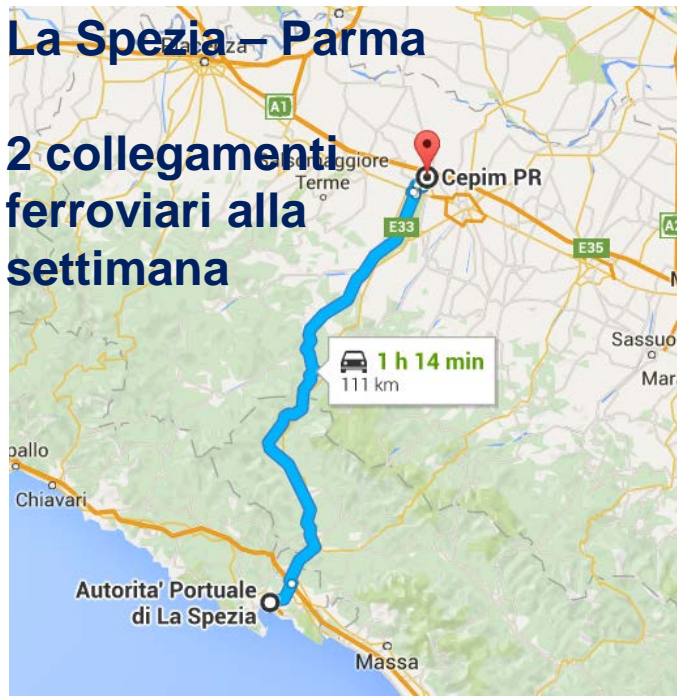 La Spezia – Parma
Piacenza
A1
2 collegamenti
ferroviari alla
settimana
Salsomaggiore
Terme
Cepim PR
E33
E35
Sassuo
Mar
1 h 14 min
111 km
pallo
Chiavari
Autorita' Portuale
di La Spezia
Massa